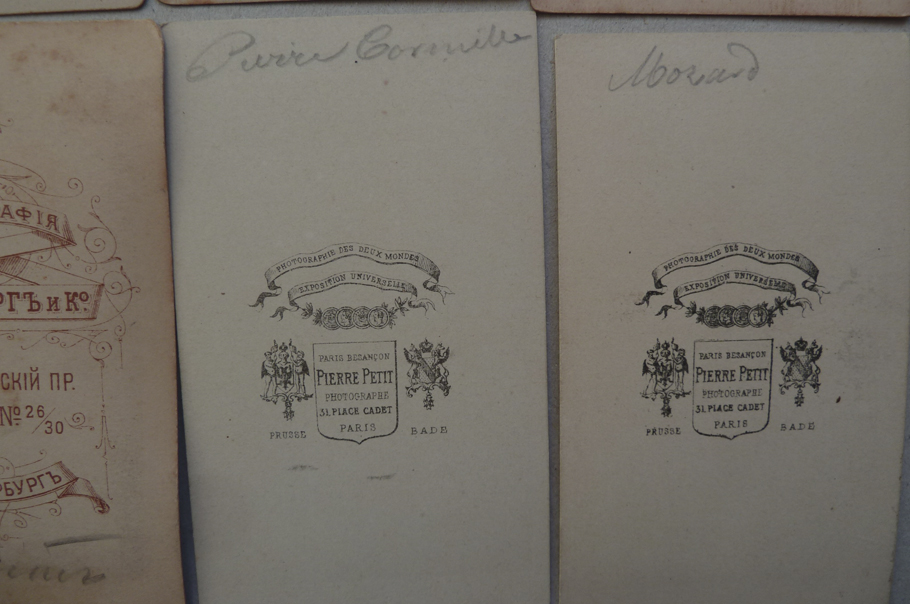 АФІЯ
РГЪ и Ко.
СКІЙ ПР.
№ 26/30
РБУРГЪ
Pierre Corneille
PHOTOGRAPHIE DES DEUX MONDES
EXPOSITION UNIVERSELLE
PARIS BESANÇON
PIERRE PETIT
PHOTOGRAPHE
31. PLACE CADET
PARIS
PRUSSE
BADE
Mozard
PHOTOGRAPHIE DES DEUX MONDES
EXPOSITION UNIVERSELLE
PARIS BESANÇON
PIERRE PETIT
PHOTOGRAPHE
31. PLACE CADET
PARIS
PRUSSE
BADE